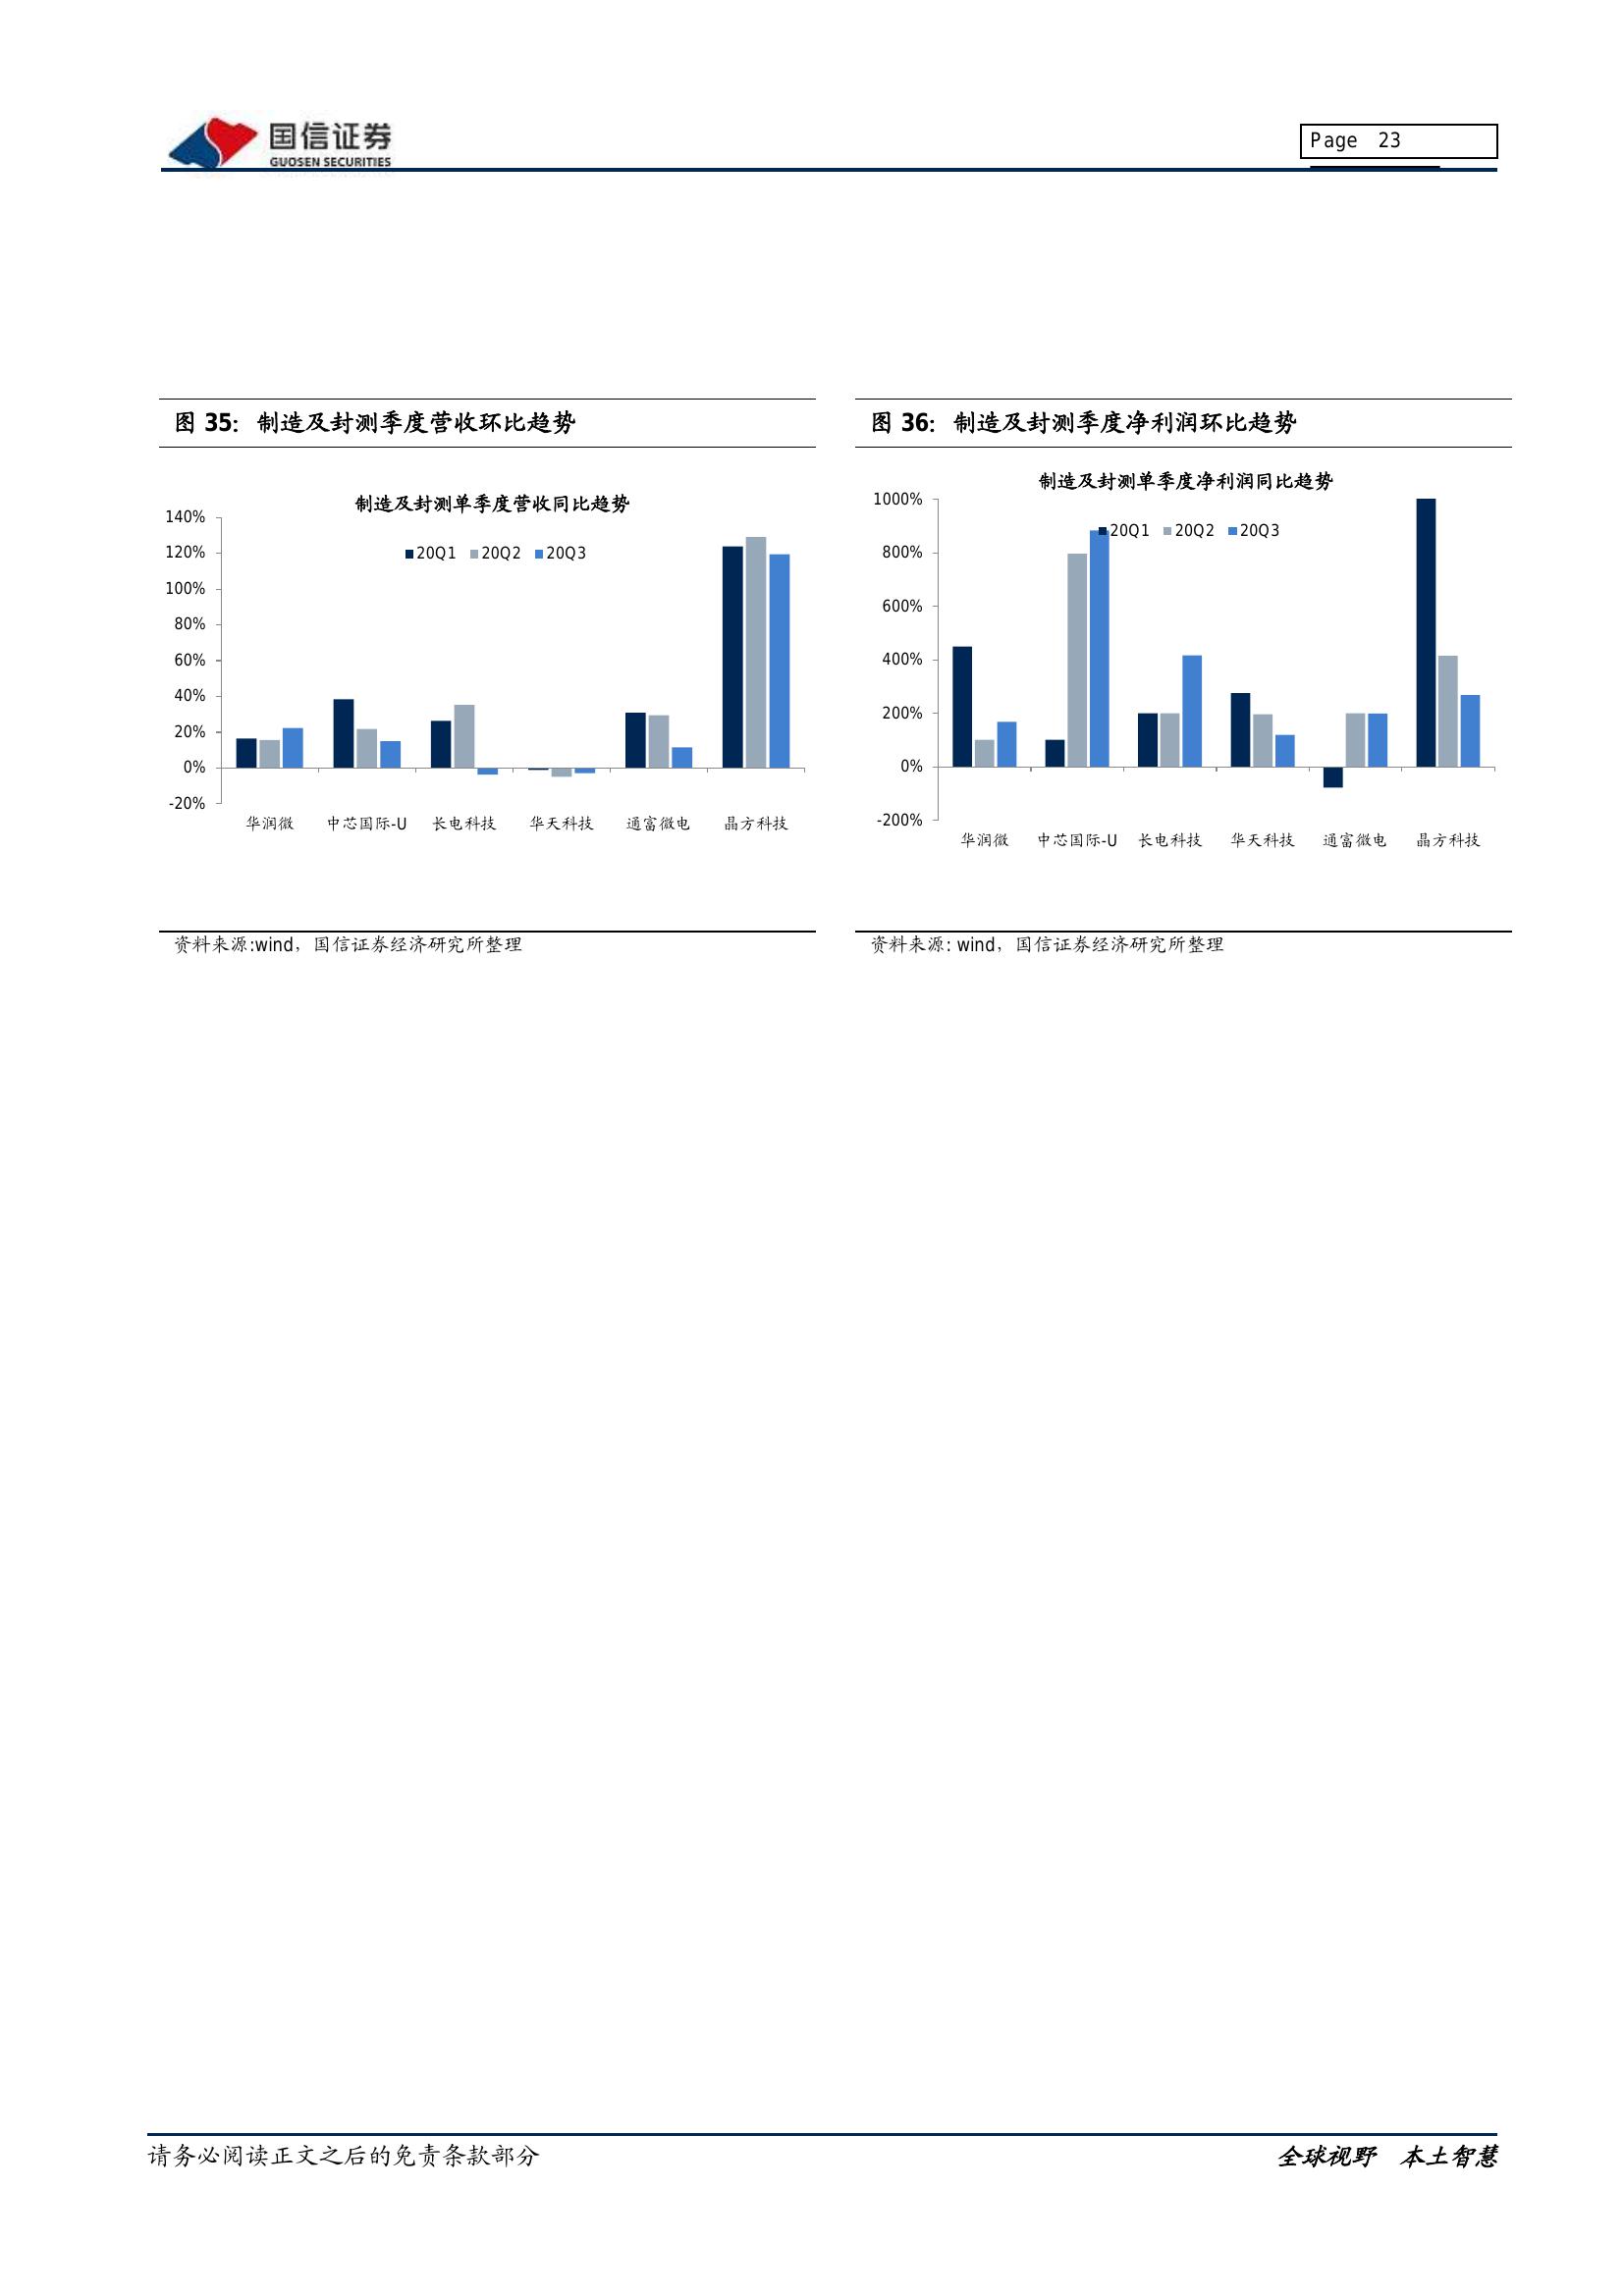 国信证券
GUOSEN SECURITIES
Page 23
图 35：制造及封测季度营收环比趋势
制造及封测单季度营收同比趋势
140%
120%
100%
80%
60%
40%
20%
0%
-20%
20Q1 20Q2 20Q3
华润微 中芯国际-U 长电科技 华天科技 通富微电 晶方科技
资料来源:wind，国信证券经济研究所整理
图 36：制造及封测季度净利润环比趋势
制造及封测单季度净利润同比趋势
1000%
800%
600%
400%
200%
0%
-200%
20Q1 20Q2 20Q3
华润微 中芯国际-U 长电科技 华天科技 通富微电 晶方科技
资料来源: wind，国信证券经济研究所整理
请务必阅读正文之后的免责条款部分
全球视野 本土智慧